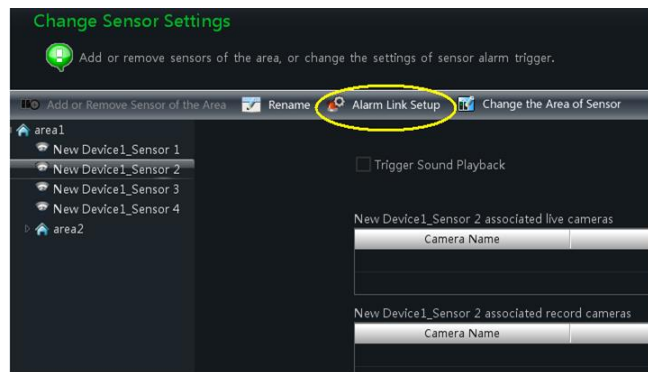 Change Sensor Settings
Add or remove sensors of the area, or change the settings of sensor alarm trigger.
Add or Remove Sensor of the Area Rename Alarm Link Setup Change the Area of Sensor
area1
New Device1_Sensor 1
New Device1_Sensor 2
New Device1_Sensor 3
New Device1_Sensor 4
area2
Trigger Sound Playback
New Device1_Sensor 2 associated live cameras
Camera Name
New Device1_Sensor 2 associated record cameras
Camera Name